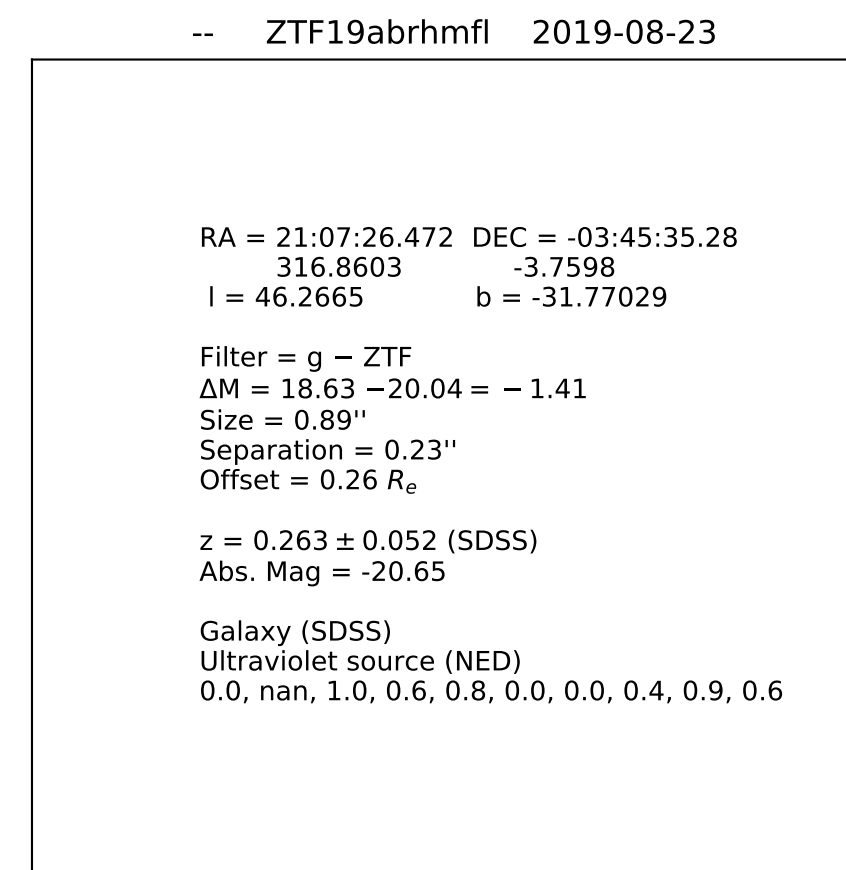 -- ZTF19abrhmfl 2019-08-23
RA = 21:07:26.472 DEC = -03:45:35.28
316.8603 -3.7598
l = 46.2665 b = -31.77029
Filter = g − ZTF
ΔM = 18.63 −20.04 = − 1.41
Size = 0.89''
Separation = 0.23''
Offset = 0.26 Rₑ
z = 0.263 ± 0.052 (SDSS)
Abs. Mag = -20.65
Galaxy (SDSS)
Ultraviolet source (NED)
0.0, nan, 1.0, 0.6, 0.8, 0.0, 0.0, 0.4, 0.9, 0.6